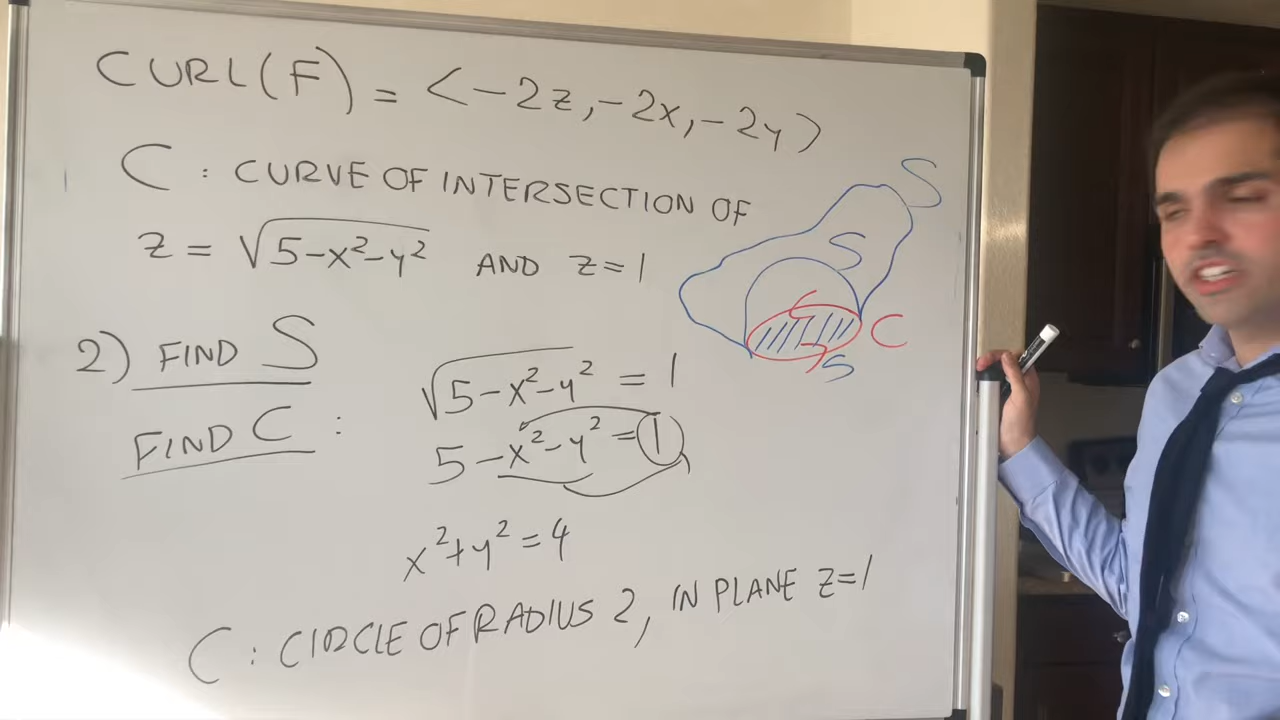 CURL(F) = <-2z, -2x, -2y>
C : CURVE OF INTERSECTION OF
z = √5-x²-y² AND z=1
2) FIND S
FIND C :
√5-x²-y² = 1
5-x²-y² = 1
x²+y² = 4
C : CIRCLE OF RADIUS 2, IN PLANE z=1
S
S
C
S